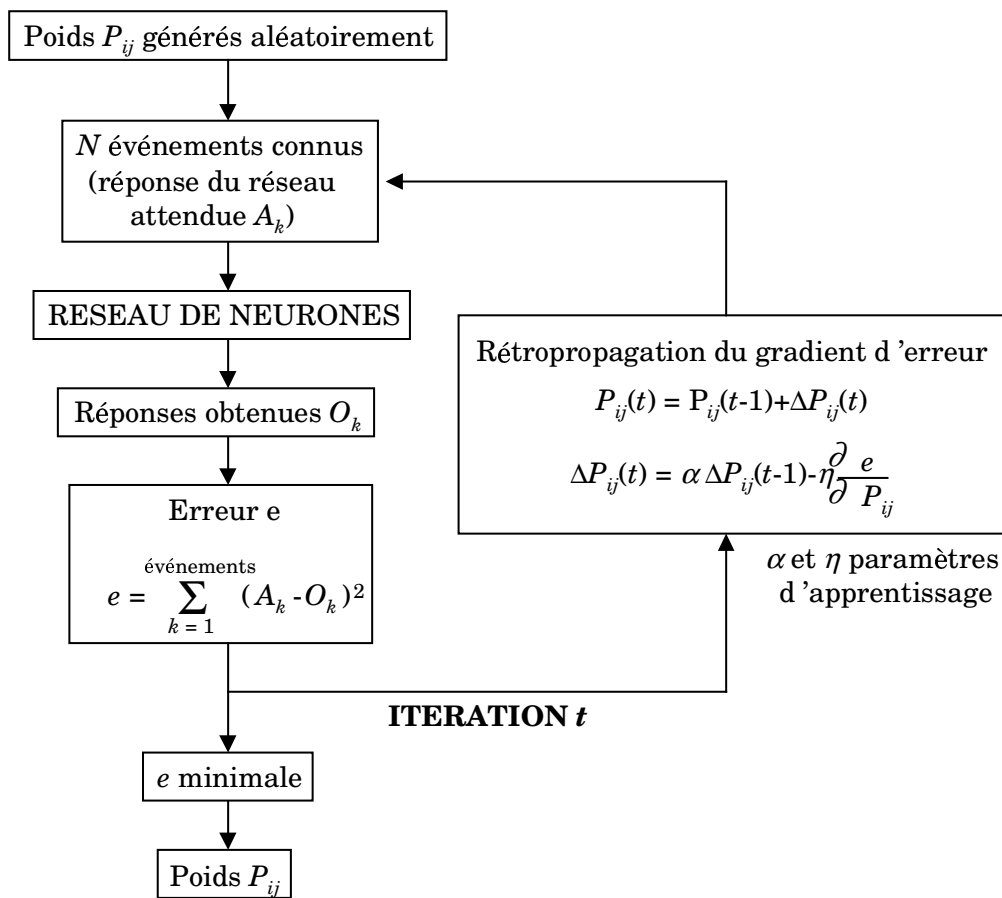 Poids P_ij générés aléatoirement
N événements connus
(réponse du réseau
attendue A_k)
RESEAU DE NEURONES
Réponses obtenues O_k
Erreur e
événements
e = ∑ (A_k -O_k)²
k = 1
ITERATION t
e minimale
Poids P_ij
Rétropropagation du gradient d ’erreur
P_ij(t) = P_ij(t-1)+ΔP_ij(t)
ΔP_ij(t) = α ΔP_ij(t-1)-η ∂e/∂P_ij
α et η paramètres
d ’apprentissage